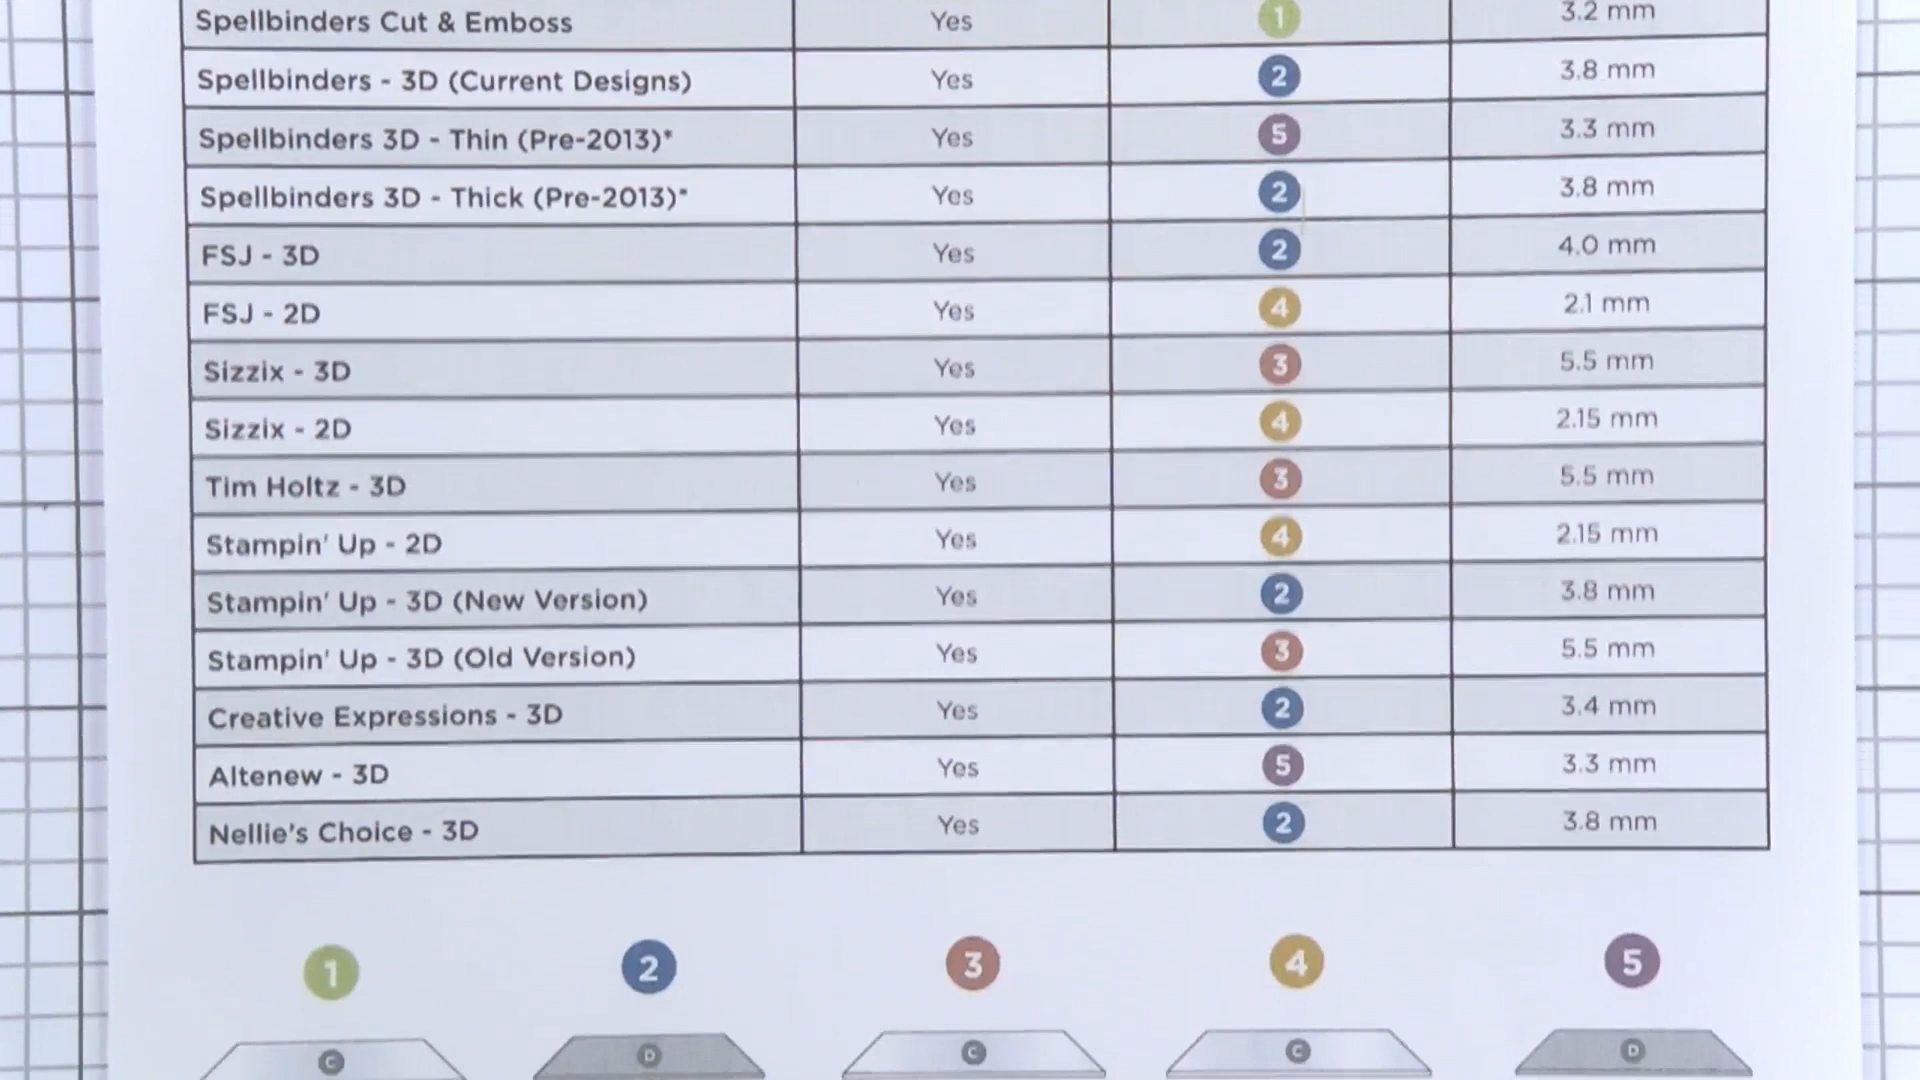 Spellbinders Cut & Emboss Yes 1 3.2 mm
Spellbinders - 3D (Current Designs) Yes 2 3.8 mm
Spellbinders 3D - Thin (Pre-2013)* Yes 5 3.3 mm
Spellbinders 3D - Thick (Pre-2013)* Yes 2 3.8 mm
FSJ - 3D Yes 2 4.0 mm
FSJ - 2D Yes 4 2.1 mm
Sizzix - 3D Yes 3 5.5 mm
Sizzix - 2D Yes 4 2.15 mm
Tim Holtz - 3D Yes 3 5.5 mm
Stampin' Up - 2D Yes 4 2.15 mm
Stampin' Up - 3D (New Version) Yes 2 3.8 mm
Stampin' Up - 3D (Old Version) Yes 3 5.5 mm
Creative Expressions - 3D Yes 2 3.4 mm
Altenew - 3D Yes 5 3.3 mm
Nellie's Choice - 3D Yes 2 3.8 mm
1 2 3 4 5
C D C C D